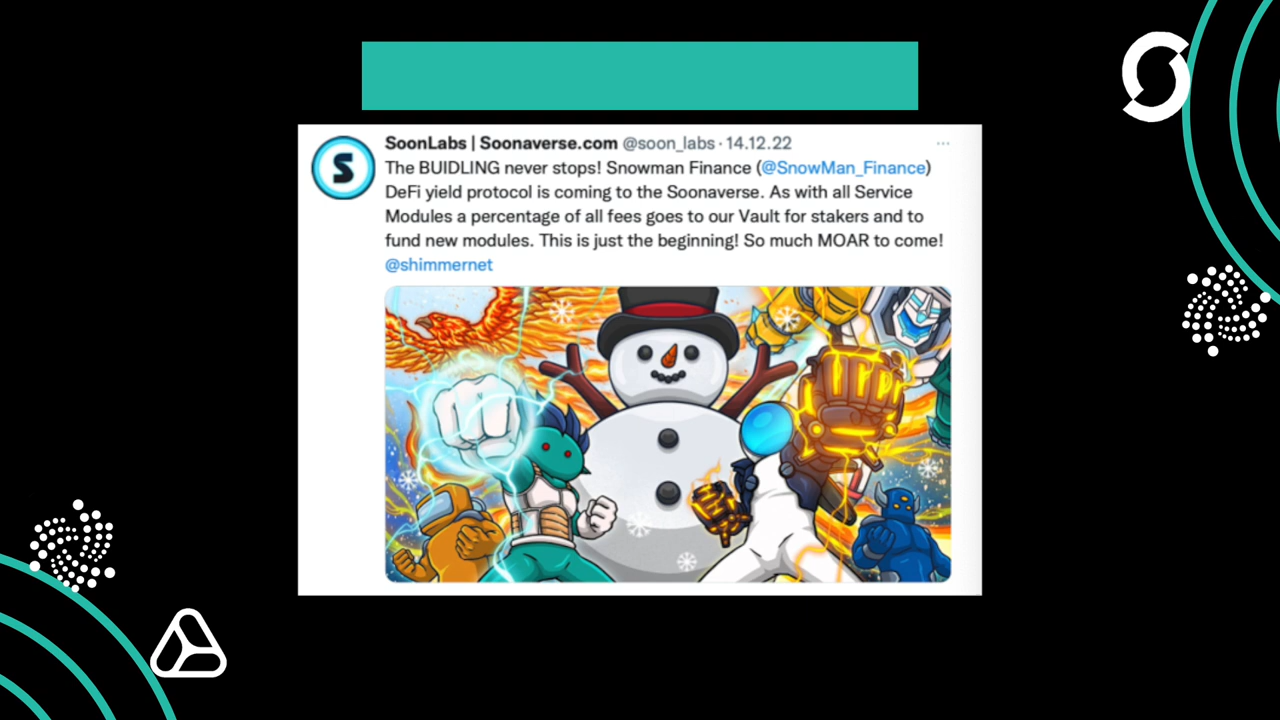 SoonLabs | Soonaverse.com @soon_labs · 14.12.22
The BUIDLING never stops! Snowman Finance (@SnowMan_Finance)
DeFi yield protocol is coming to the Soonaverse. As with all Service
Modules a percentage of all fees goes to our Vault for stakers and to
fund new modules. This is just the beginning! So much MOAR to come!
@shimmernet